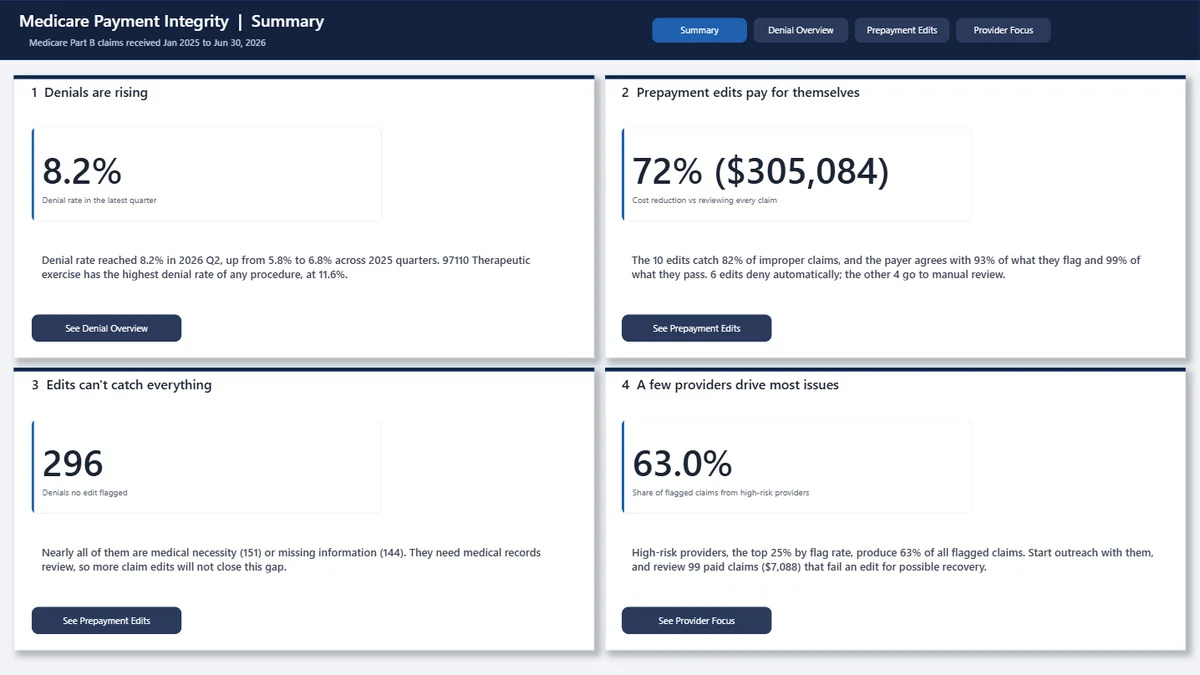 Medicare Payment Integrity | Summary
Medicare Part B claims received Jan 2025 to Jun 30, 2026
Summary
Denial Overview
Prepayment Edits
Provider Focus
1 Denials are rising
8.2%
Denial rate in the latest quarter
Denial rate reached 8.2% in 2026 Q2, up from 5.8% to 6.8% across 2025 quarters. 97110 Therapeutic
exercise has the highest denial rate of any procedure, at 11.6%.
See Denial Overview
2 Prepayment edits pay for themselves
72% ($305,084)
Cost reduction vs reviewing every claim
The 10 edits catch 82% of improper claims, and the payer agrees with 93% of what they flag and 99% of
what they pass. 6 edits deny automatically; the other 4 go to manual review.
See Prepayment Edits
3 Edits can't catch everything
296
Denials no edit flagged
Nearly all of them are medical necessity (151) or missing information (144). They need medical records
review, so more claim edits will not close this gap.
See Prepayment Edits
4 A few providers drive most issues
63.0%
Share of flagged claims from high-risk providers
High-risk providers, the top 25% by flag rate, produce 63% of all flagged claims. Start outreach with them,
and review 99 paid claims ($7,088) that fail an edit for possible recovery.
See Provider Focus